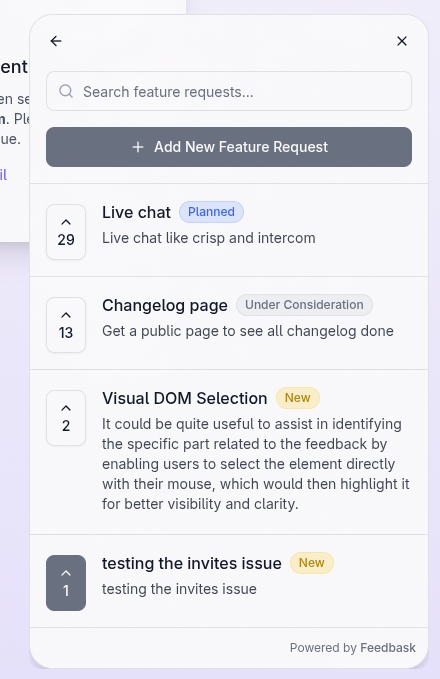 ent
en se
m. Ple
ue.
il
Search feature requests...
Add New Feature Request
Live chat Planned
29
Live chat like crisp and intercom
Changelog page Under Consideration
13
Get a public page to see all changelog done
Visual DOM Selection New
2
It could be quite useful to assist in identifying
the specific part related to the feedback by
enabling users to select the element directly
with their mouse, which would then highlight it
for better visibility and clarity.
testing the invites issue New
1
testing the invites issue
Powered by Feedbask